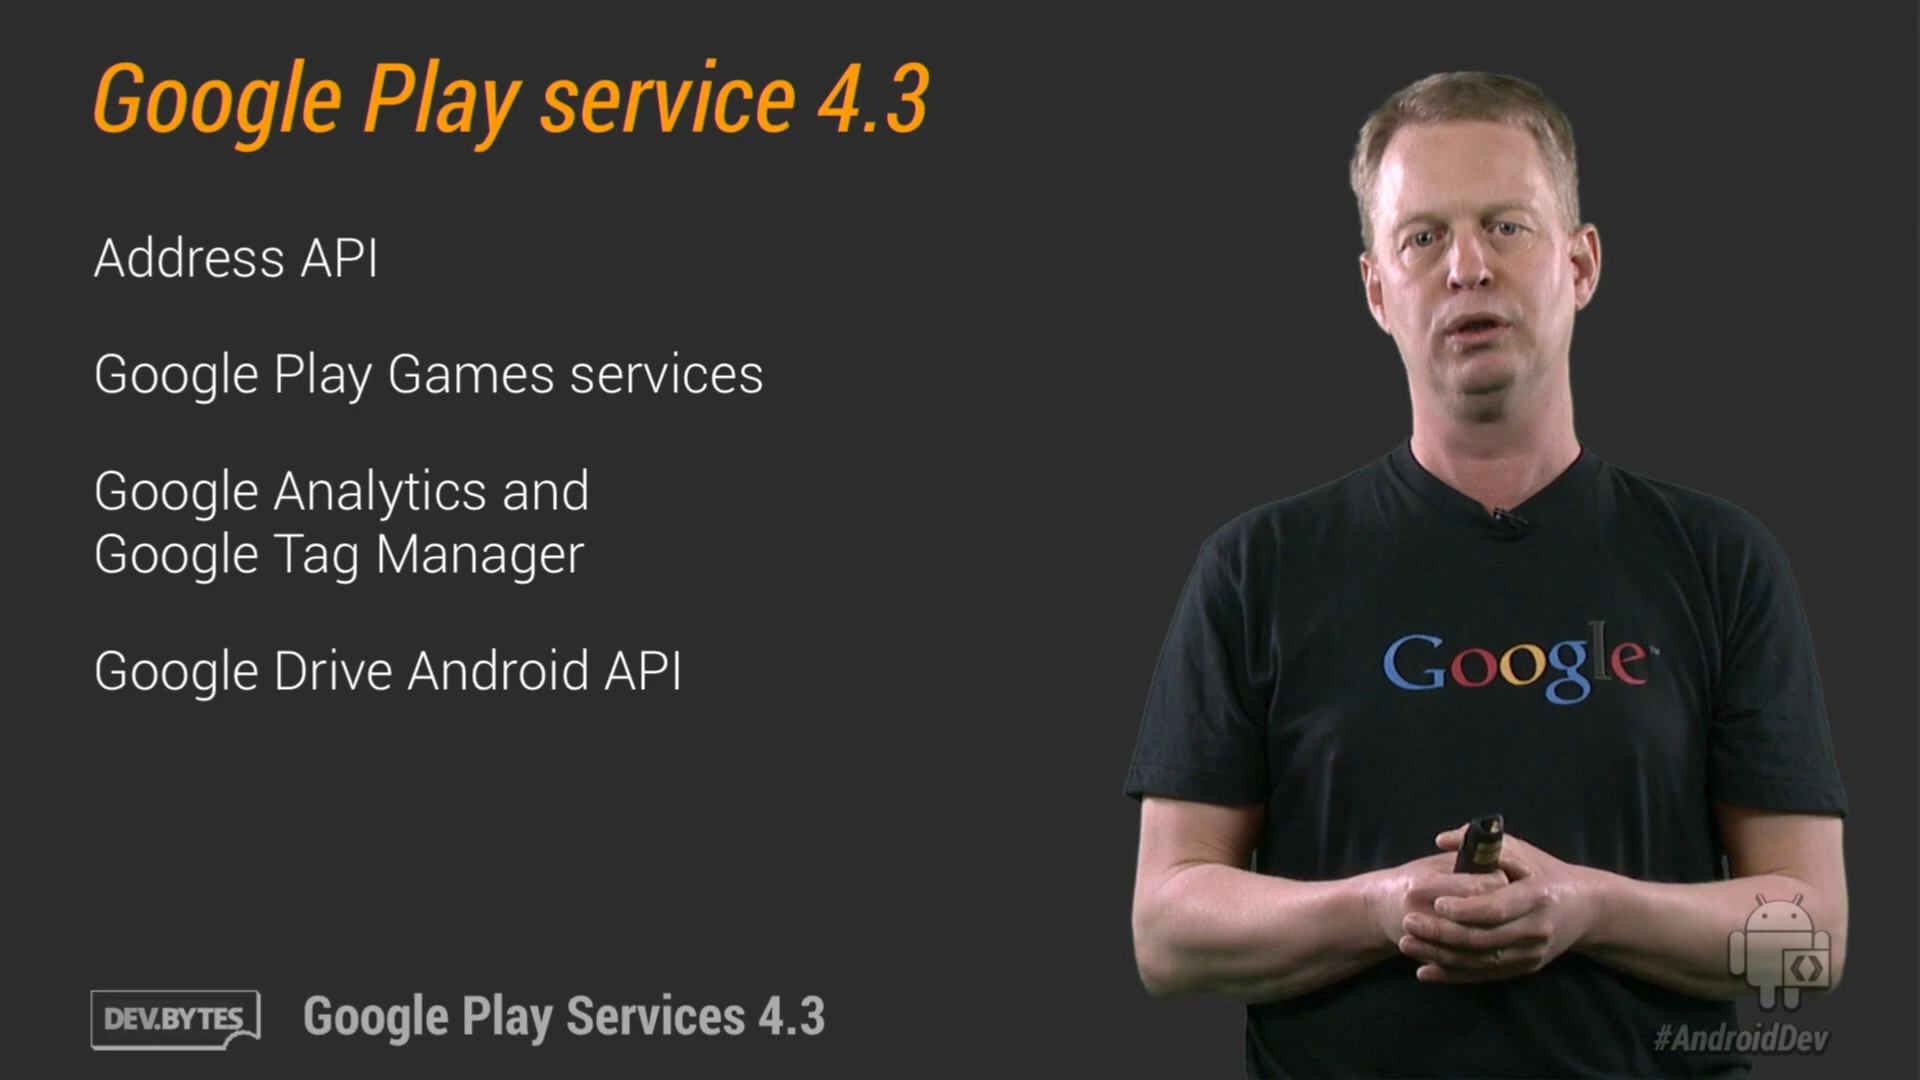 Google Play service 4.3
Address API
Google Play Games services
Google Analytics and
Google Tag Manager
Google Drive Android API
Google™
DEV.BYTES
Google Play Services 4.3
#AndroidDev